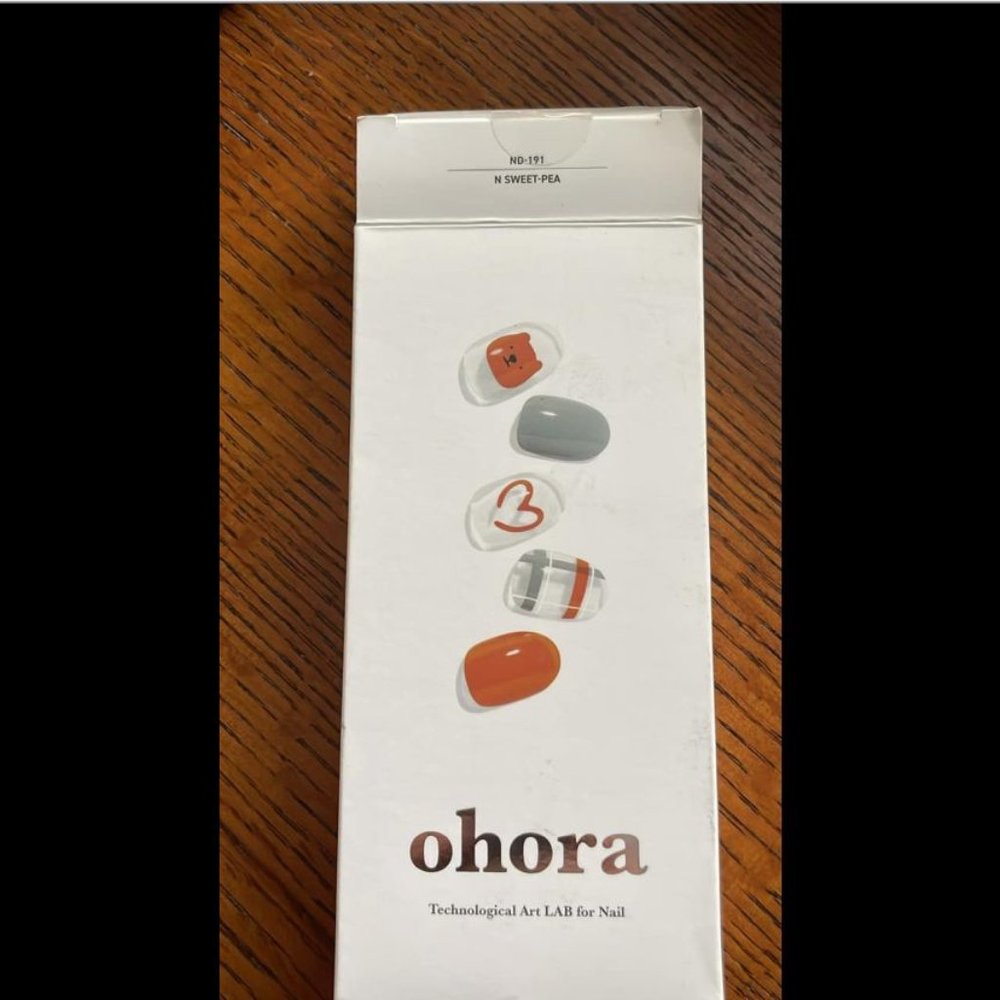 ND-191
N SWEET-PEA
ohora
Technological Art LAB for Nail